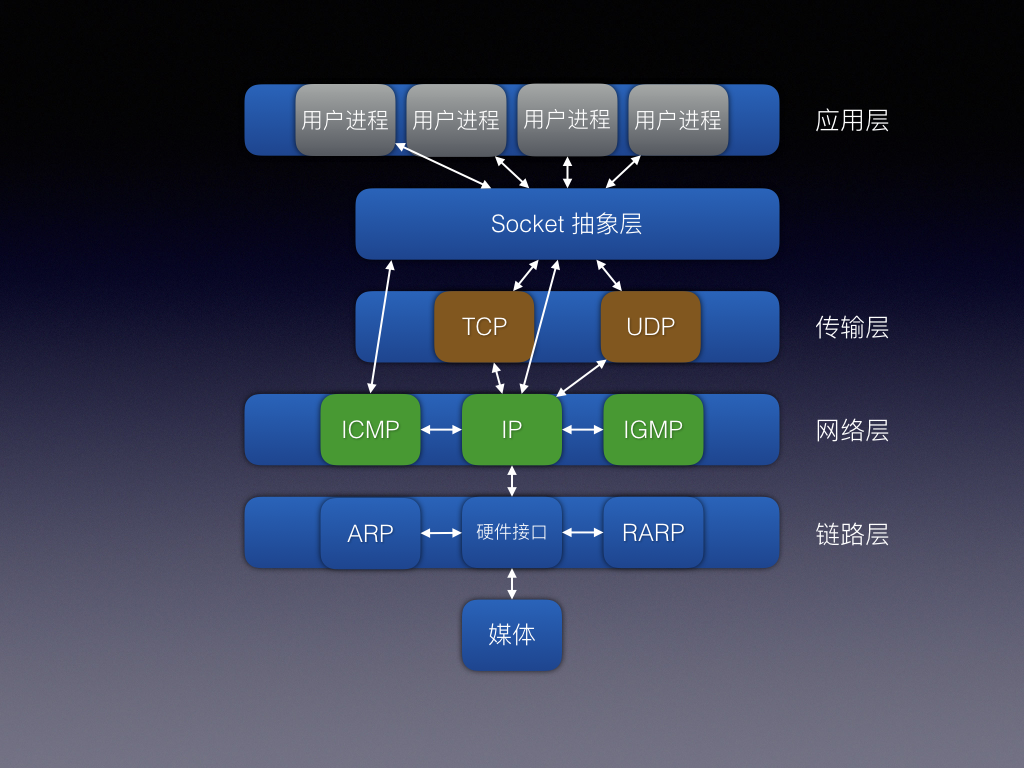 用户进程
用户进程
用户进程
用户进程
应用层
Socket 抽象层
TCP
UDP
传输层
ICMP
IP
IGMP
网络层
ARP
硬件接口
RARP
链路层
媒体